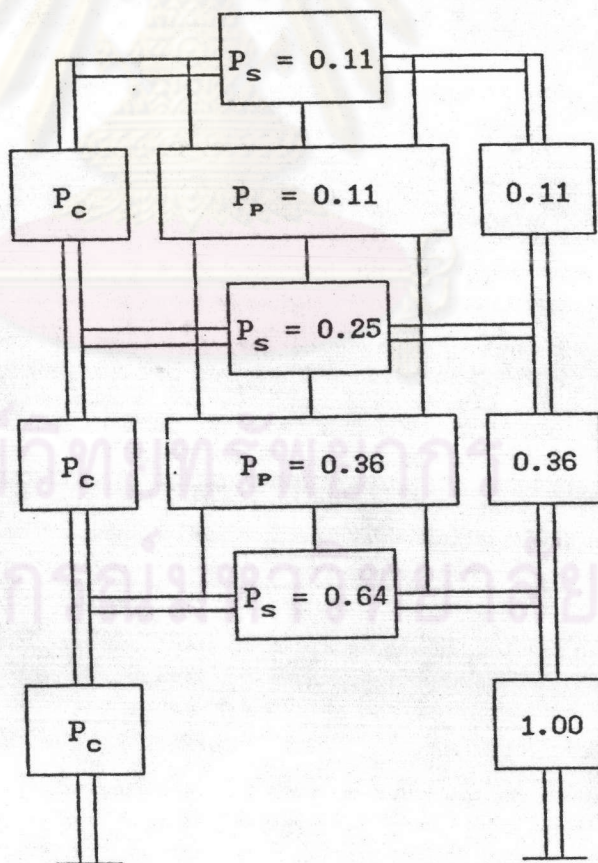 P_s = 0.11
P_c
P_p = 0.11
0.11
P_s = 0.25
P_c
P_p = 0.36
0.36
P_s = 0.64
P_c
1.00